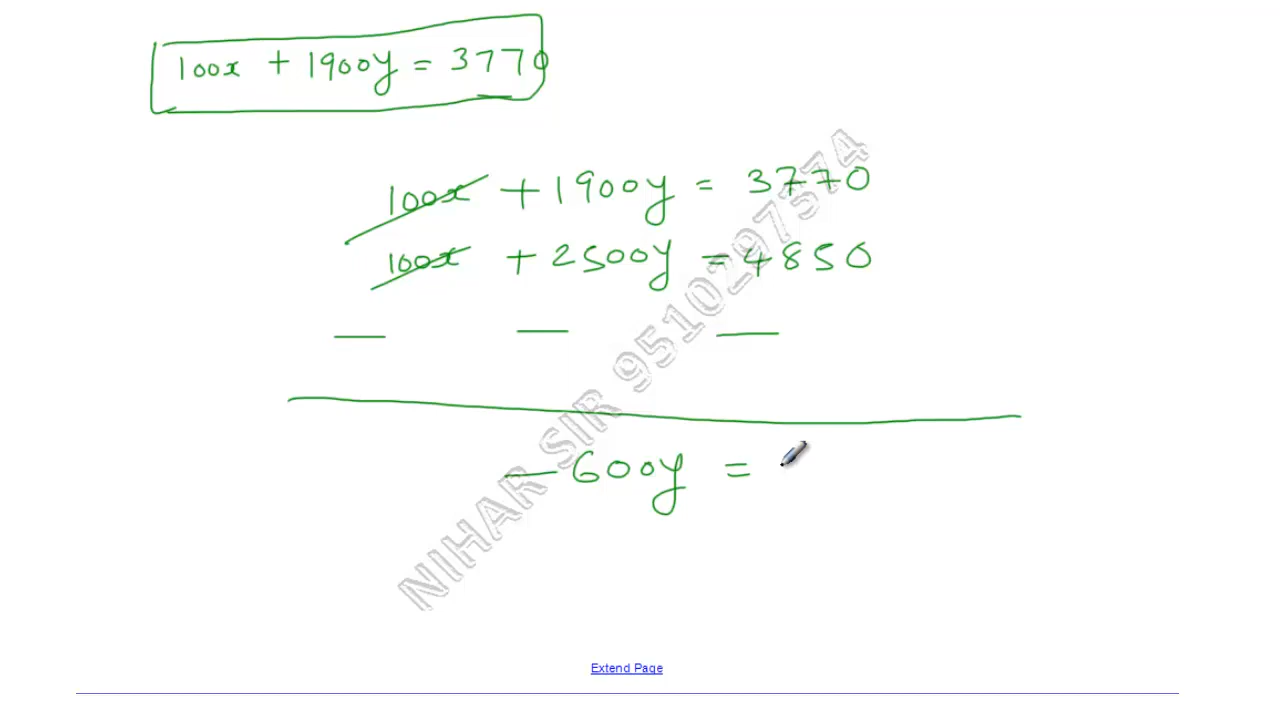 100x + 1900y = 3770
100x + 1900y = 3770
100x + 2500y = 4850
— — —
— 600y =
NIHAR SIR 9510297574
Extend Page